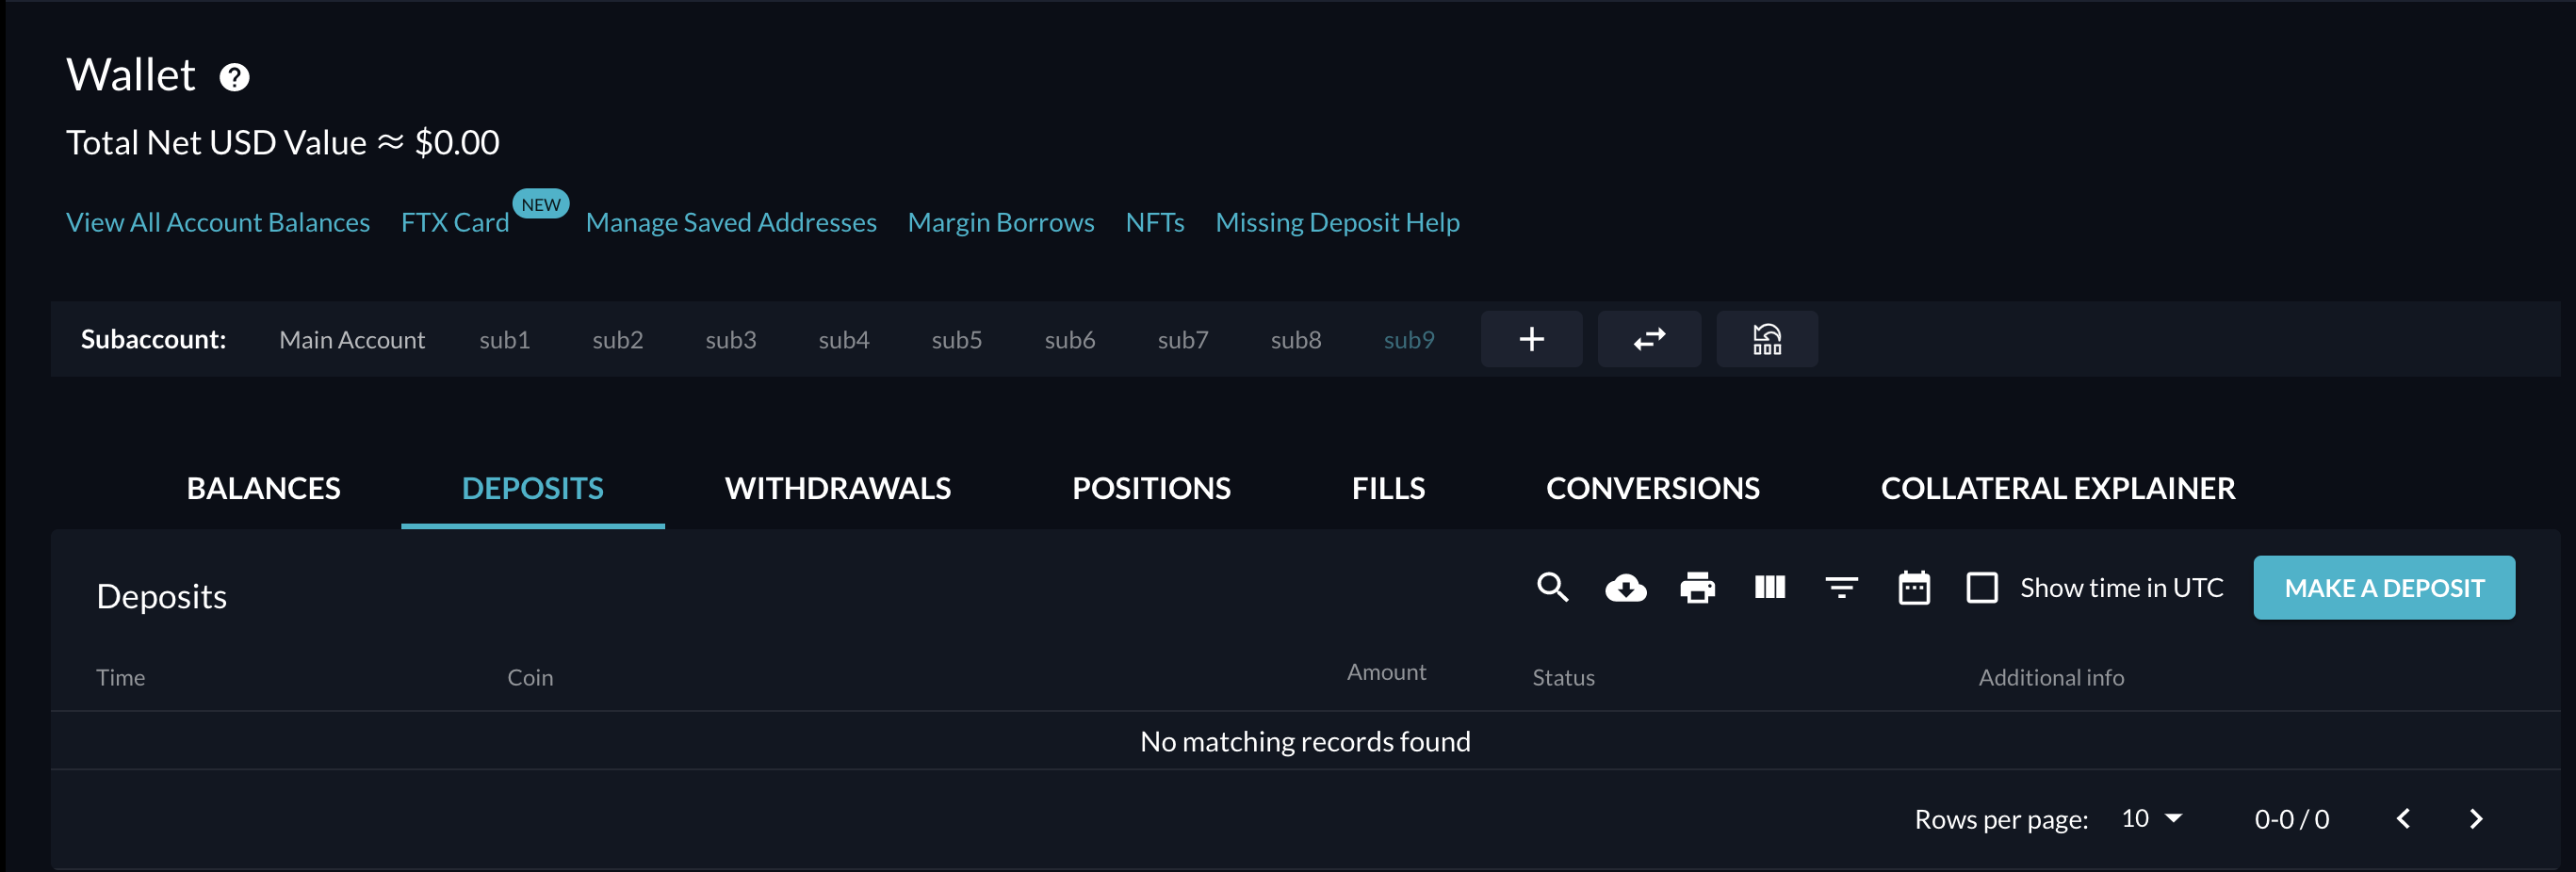 Wallet ?
Total Net USD Value ≈ $0.00
View All Account Balances FTX Card NEW Manage Saved Addresses Margin Borrows NFTs Missing Deposit Help
Subaccount: Main Account sub1 sub2 sub3 sub4 sub5 sub6 sub7 sub8 sub9
BALANCES DEPOSITS WITHDRAWALS POSITIONS FILLS CONVERSIONS COLLATERAL EXPLAINER
Deposits Show time in UTC MAKE A DEPOSIT
Time Coin Amount Status Additional info
No matching records found
Rows per page: 10 0-0 / 0